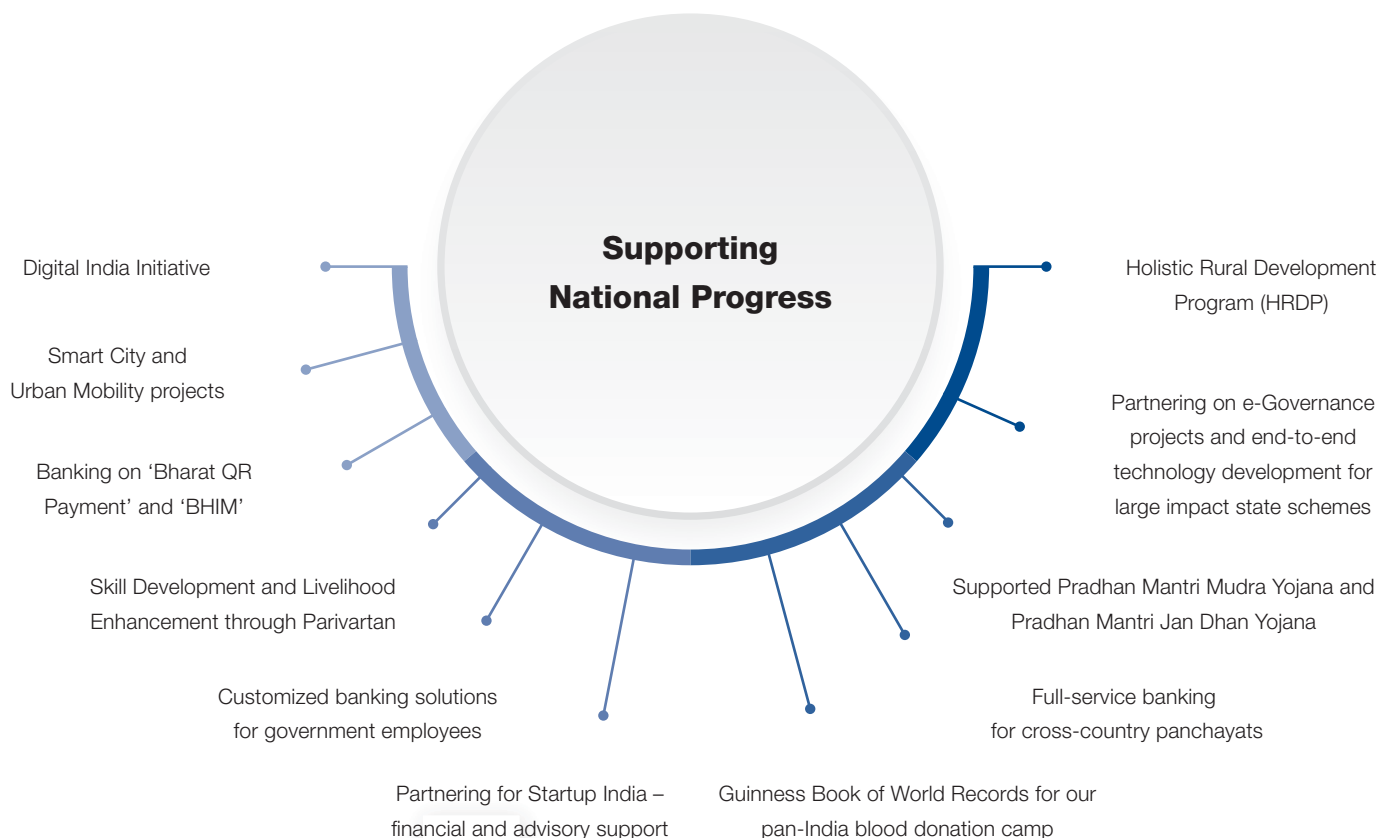 Supporting
National Progress
Digital India Initiative
Smart City and
Urban Mobility projects
Banking on ‘Bharat QR
Payment’ and ‘BHIM’
Skill Development and Livelihood
Enhancement through Parivartan
Customized banking solutions
for government employees
Partnering for Startup India –
financial and advisory support
Guinness Book of World Records for our
pan-India blood donation camp
Full-service banking
for cross-country panchayats
Supported Pradhan Mantri Mudra Yojana and
Pradhan Mantri Jan Dhan Yojana
Partnering on e-Governance
projects and end-to-end
technology development for
large impact state schemes
Holistic Rural Development
Program (HRDP)